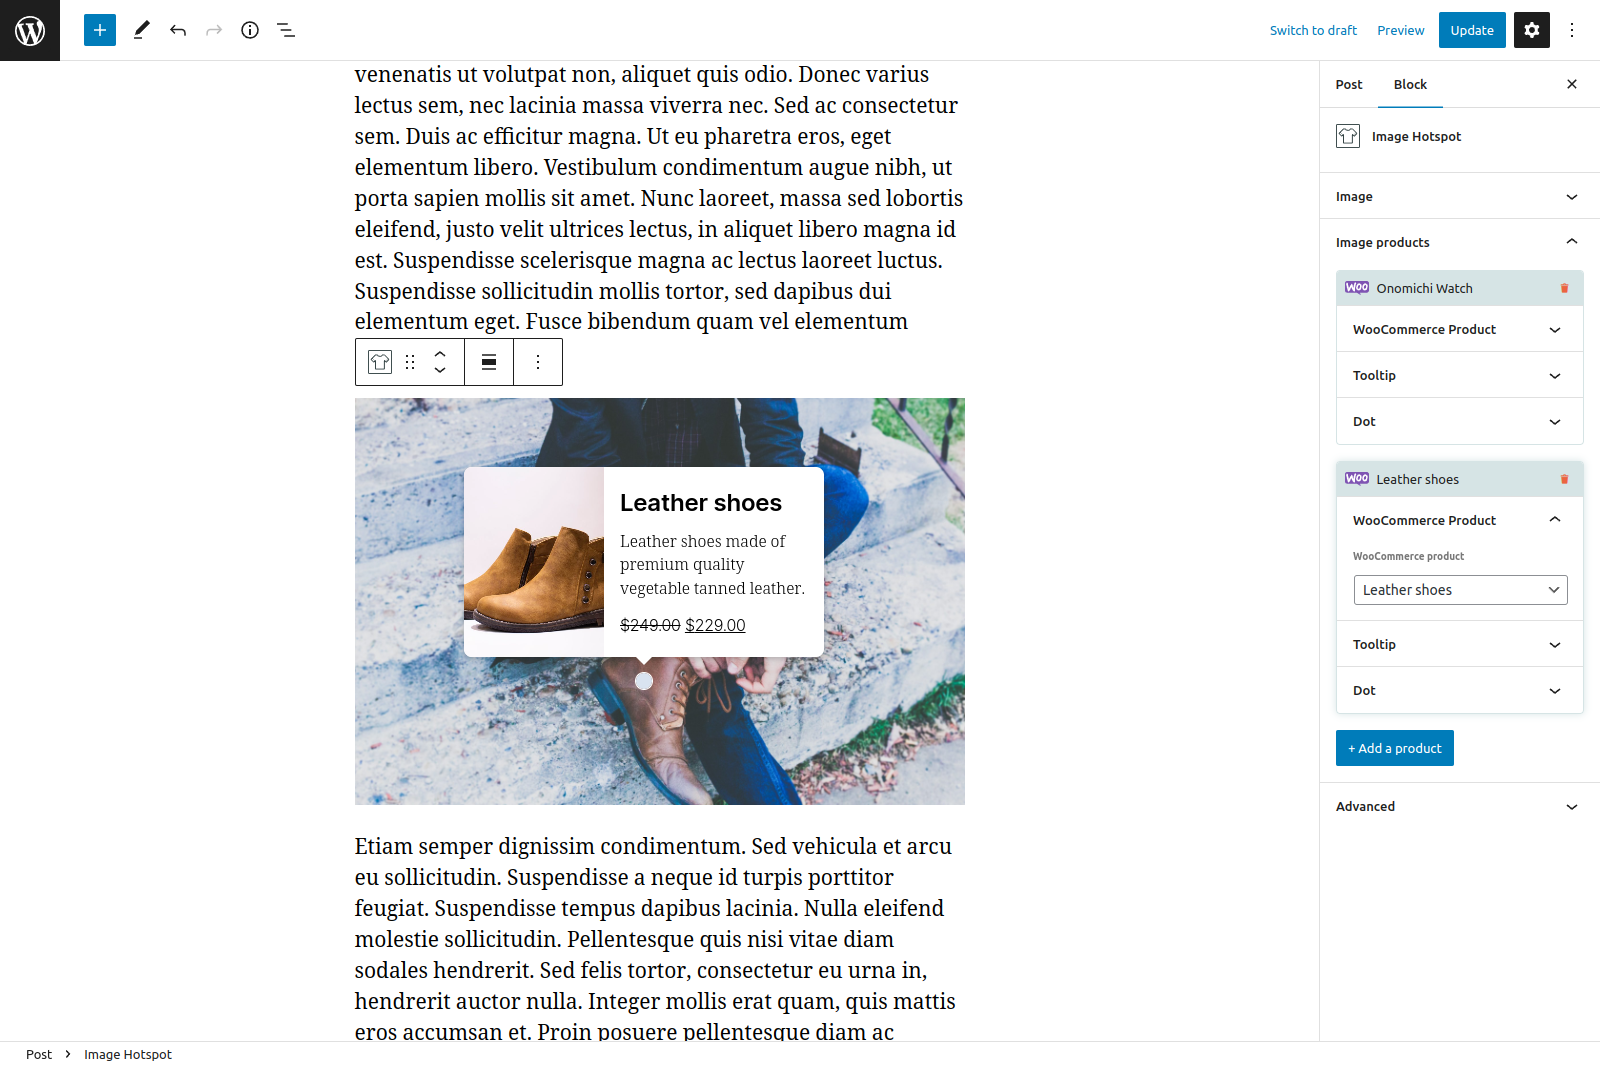 Switch to draft
Preview
Update
venenatis ut volutpat non, aliquet quis odio. Donec varius
lectus sem, nec lacinia massa viverra nec. Sed ac consectetur
sem. Duis ac efficitur magna. Ut eu pharetra eros, eget
elementum libero. Vestibulum condimentum augue nibh, ut
porta sapien mollis sit amet. Nunc laoreet, massa sed lobortis
eleifend, justo velit ultrices lectus, in aliquet libero magna id
est. Suspendisse scelerisque magna ac lectus laoreet luctus.
Suspendisse sollicitudin mollis tortor, sed dapibus dui
elementum eget. Fusce bibendum quam vel elementum
Leather shoes
Leather shoes made of
premium quality
vegetable tanned leather.
$249.00 $229.00
Etiam semper dignissim condimentum. Sed vehicula et arcu
eu sollicitudin. Suspendisse a neque id turpis porttitor
feugiat. Suspendisse tempus dapibus lacinia. Nulla eleifend
molestie sollicitudin. Pellentesque quis nisi vitae diam
sodales hendrerit. Sed felis tortor, consectetur eu urna in,
hendrerit auctor nulla. Integer mollis erat quam, quis mattis
eros accumsan et. Proin posuere pellentesque diam ac
Post
Block
Image Hotspot
Image
Image products
Woo Onomichi Watch
WooCommerce Product
Tooltip
Dot
Woo Leather shoes
WooCommerce Product
WooCommerce product
Leather shoes
Tooltip
Dot
+ Add a product
Advanced
Post
Image Hotspot